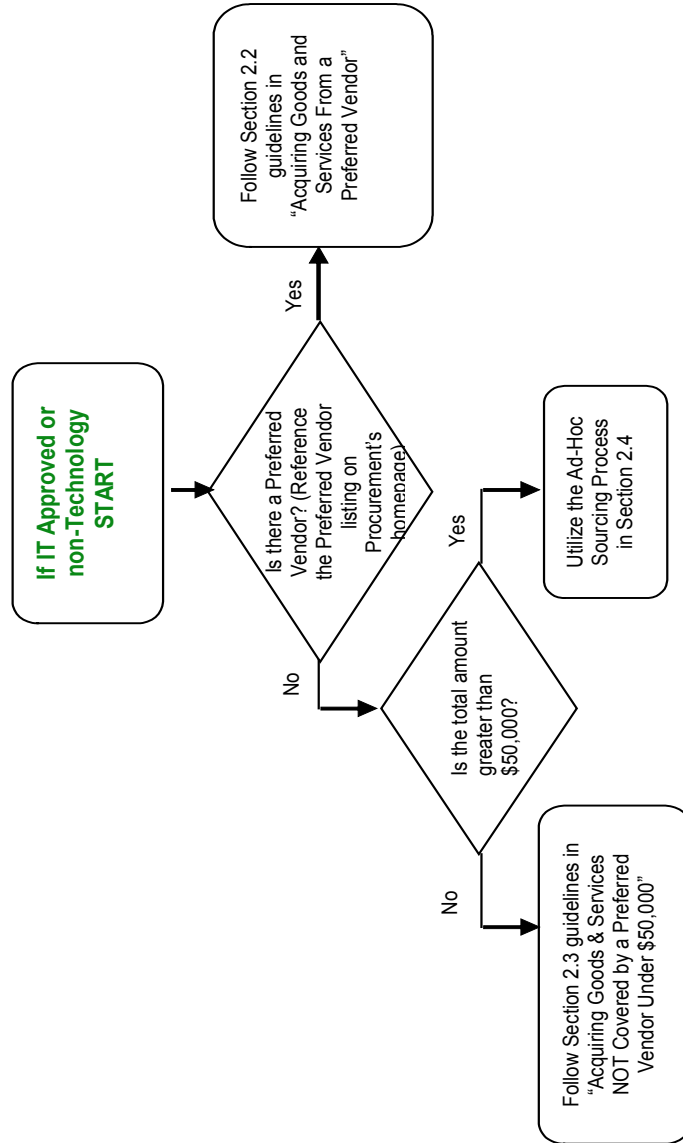 If IT Approved or
non-Technology
START
Is there a Preferred
Vendor? (Reference
the Preferred Vendor
listing on
Procurement’s
homepage)
Yes
Follow Section 2.2
guidelines in
“Acquiring Goods and
Services From a
Preferred Vendor”
No
Is the total amount
greater than
$50,000?
Yes
Utilize the Ad-Hoc
Sourcing Process
in Section 2.4
No
Follow Section 2.3 guidelines in
“Acquiring Goods & Services
NOT Covered by a Preferred
Vendor Under $50,000”